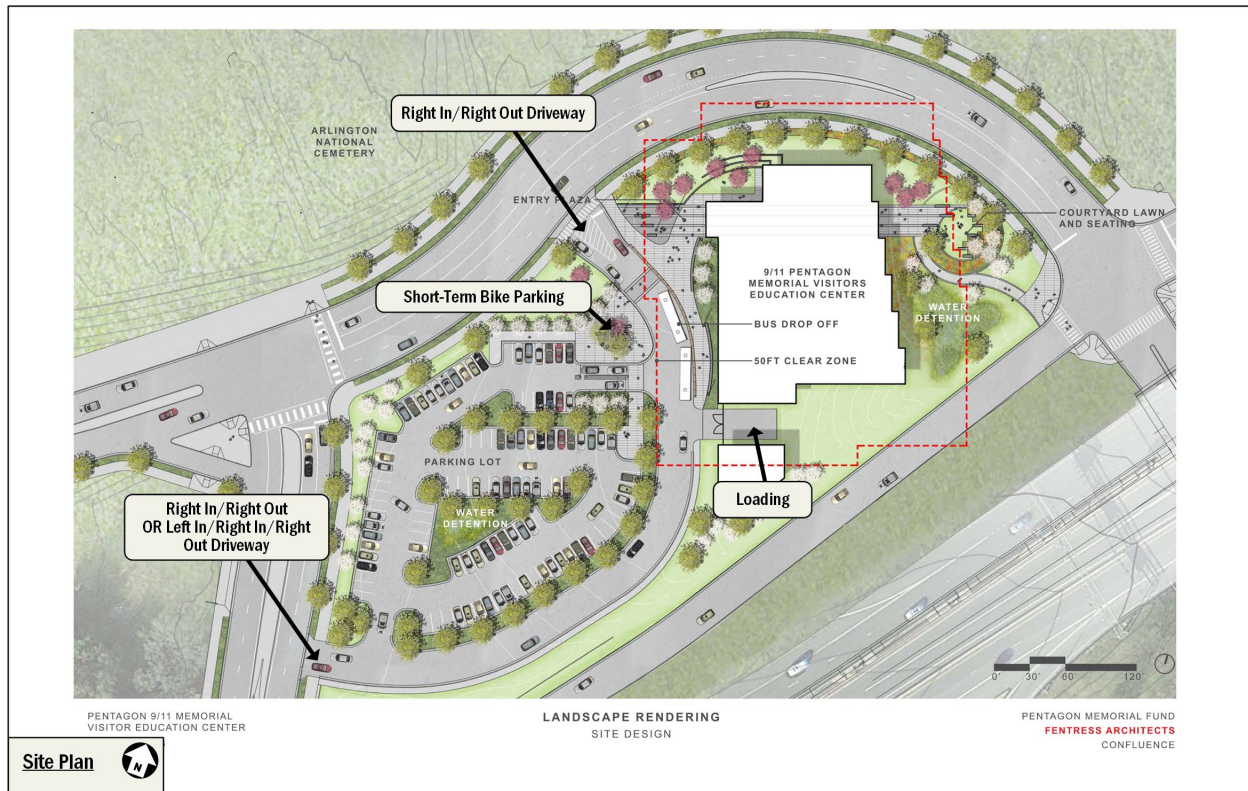 Right In/Right Out Driveway
ARLINGTON
NATIONAL
CEMETERY
ENTRY PLAZA
COURTYARD LAWN
AND SEATING
9/11 PENTAGON
MEMORIAL VISITORS
EDUCATION CENTER
Short-Term Bike Parking
BUS DROP OFF
WATER
DETENTION
50FT CLEAR ZONE
PARKING LOT
Loading
Right In/Right Out
OR Left In/Right In/Right
Out Driveway
WATER
DETENTION
0' 30' 60' 120'
PENTAGON 9/11 MEMORIAL
VISITOR EDUCATION CENTER
LANDSCAPE RENDERING
SITE DESIGN
PENTAGON MEMORIAL FUND
FENTRESS ARCHITECTS
CONFLUENCE
Site Plan
N